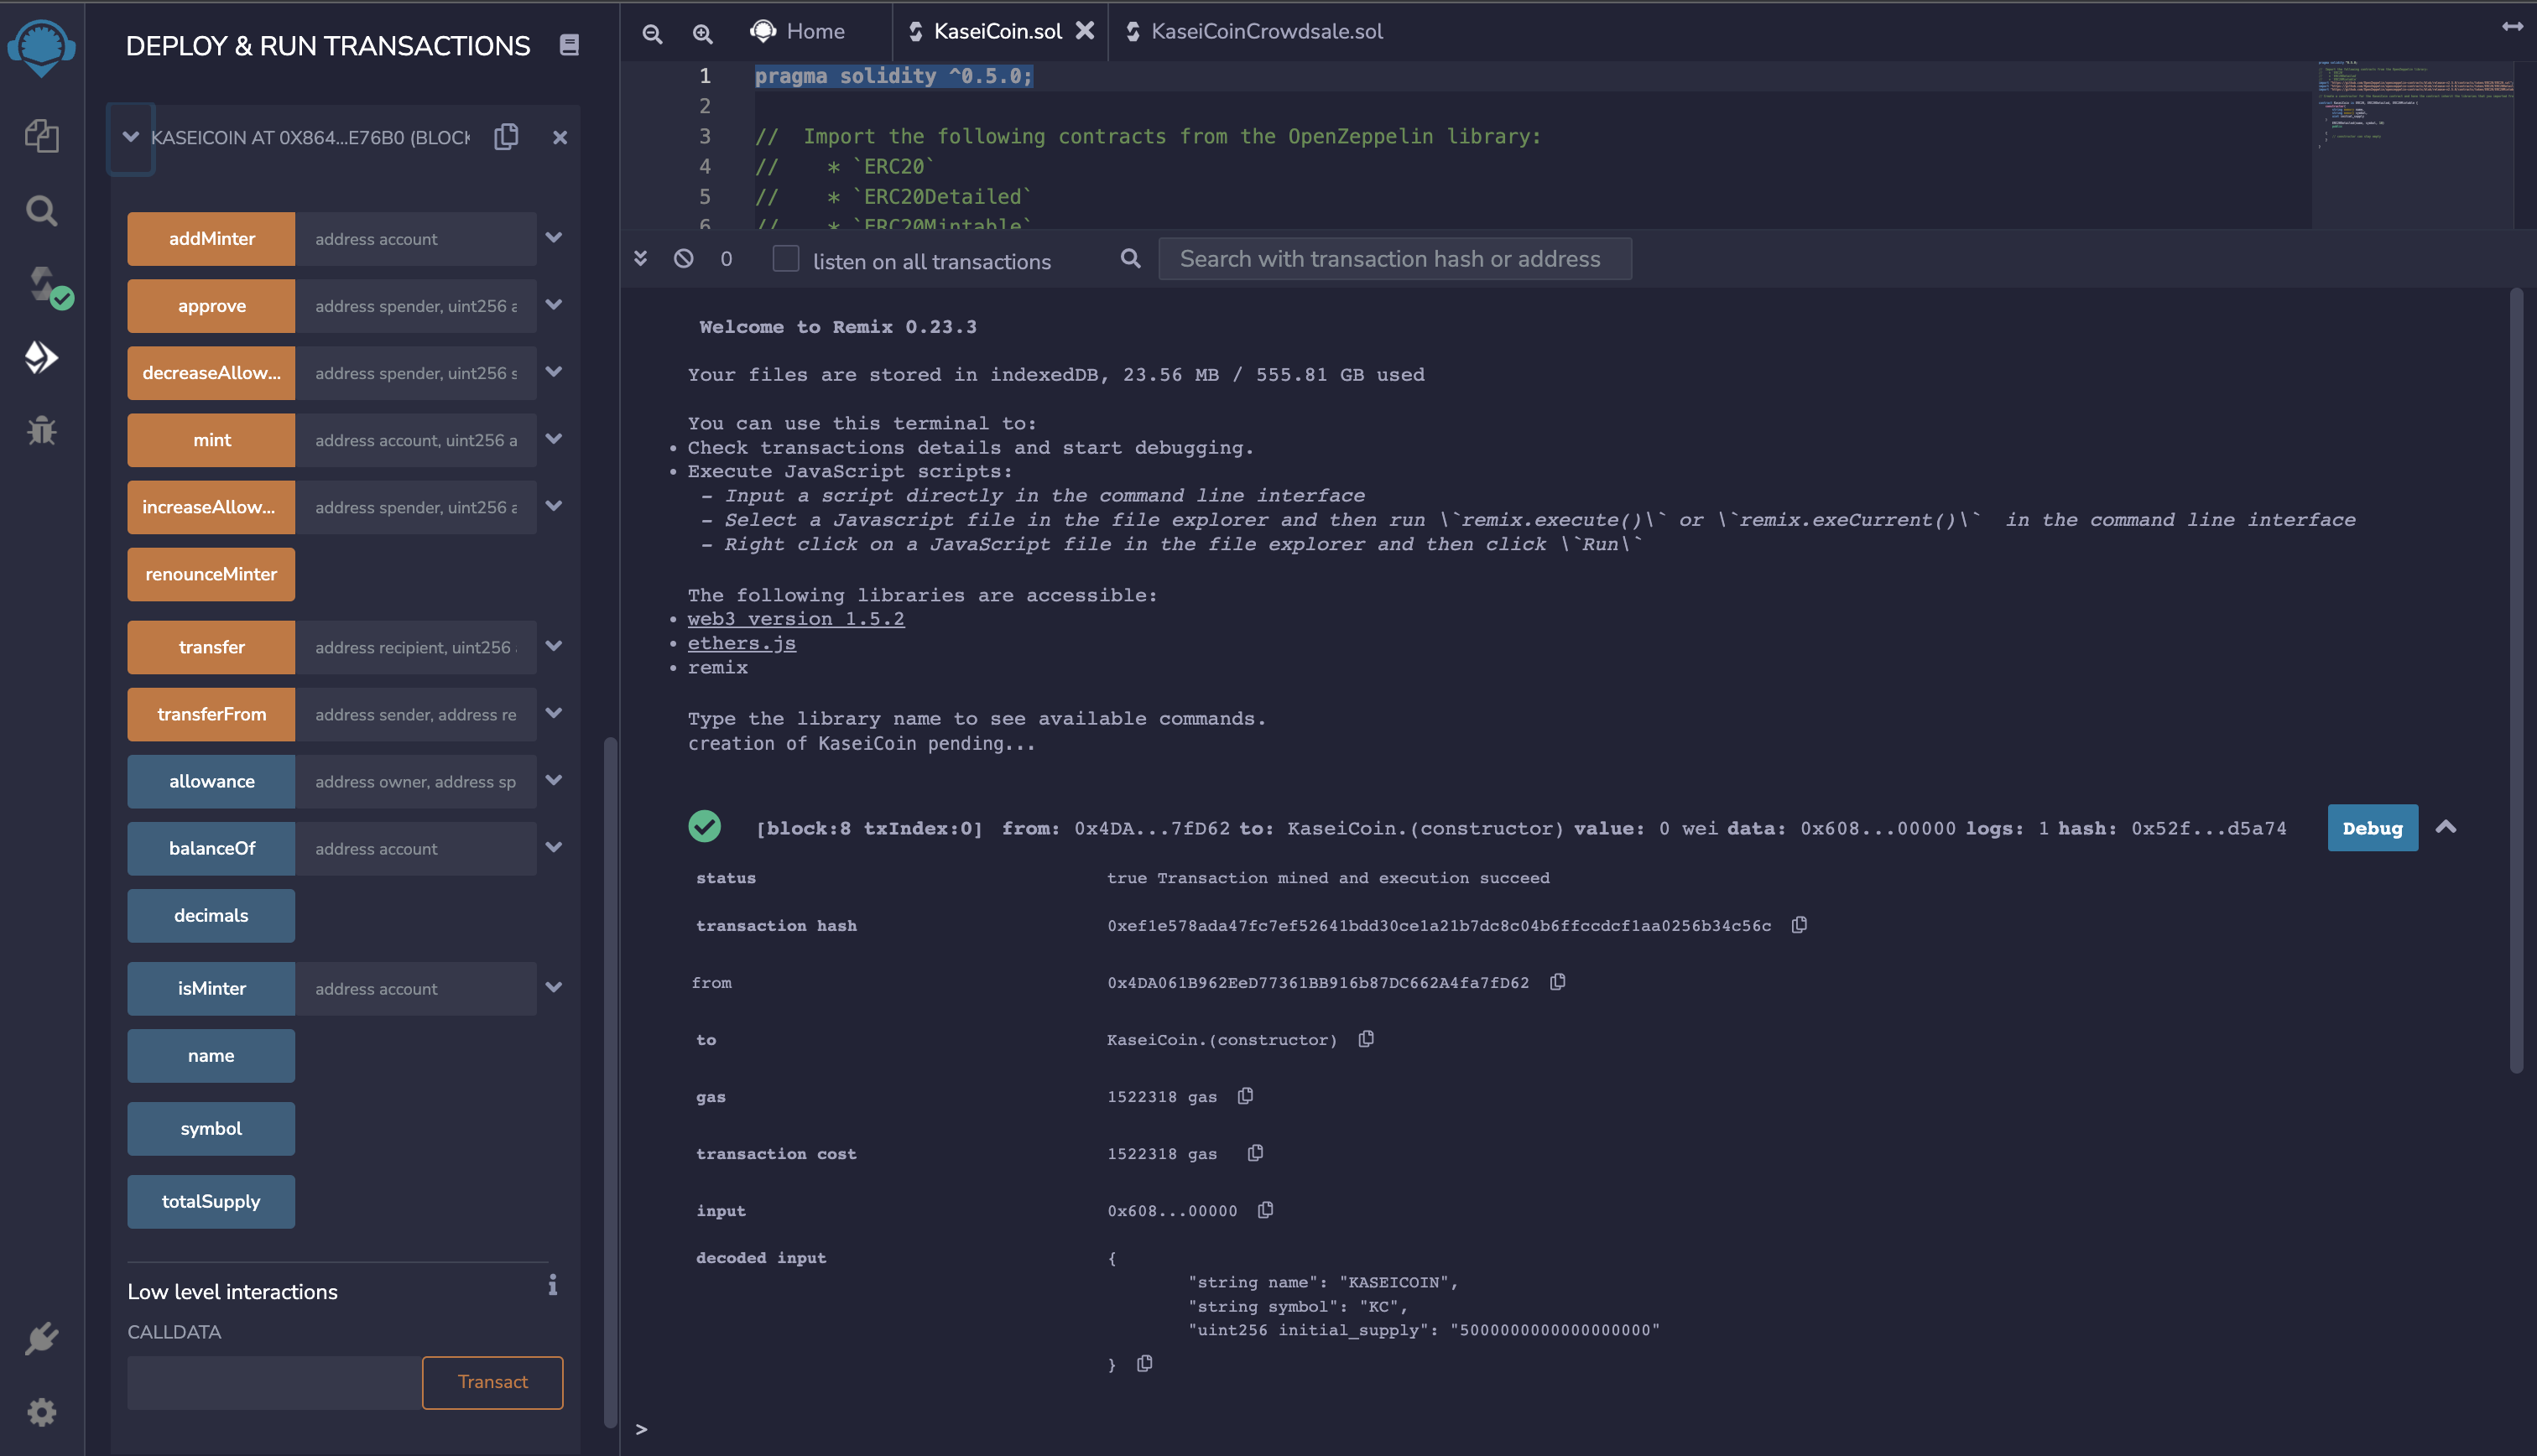 DEPLOY & RUN TRANSACTIONS
KASEICOIN AT 0X864...E76B0 (BLOCK
addMinter address account
approve address spender, uint256 a
decreaseAllow... address spender, uint256 s
mint address account, uint256 a
increaseAllow... address spender, uint256 a
renounceMinter
transfer address recipient, uint256
transferFrom address sender, address re
allowance address owner, address sp
balanceOf address account
decimals
isMinter address account
name
symbol
totalSupply
Low level interactions
CALLDATA
Transact
Home KaseiCoin.sol KaseiCoinCrowdsale.sol
1 pragma solidity ^0.5.0;
2
3 // Import the following contracts from the OpenZeppelin library:
4 // * `ERC20`
5 // * `ERC20Detailed`
6 // * `ERC20Mintable`
0 listen on all transactions Search with transaction hash or address
Welcome to Remix 0.23.3
Your files are stored in indexedDB, 23.56 MB / 555.81 GB used
You can use this terminal to:
• Check transactions details and start debugging.
• Execute JavaScript scripts:
- Input a script directly in the command line interface
- Select a Javascript file in the file explorer and then run \`remix.execute()\` or \`remix.exeCurrent()\` in the command line interface
- Right click on a JavaScript file in the file explorer and then click \`Run\`
The following libraries are accessible:
• web3 version 1.5.2
• ethers.js
• remix
Type the library name to see available commands.
creation of KaseiCoin pending...
[block:8 txIndex:0] from: 0x4DA...7fD62 to: KaseiCoin.(constructor) value: 0 wei data: 0x608...00000 logs: 1 hash: 0x52f...d5a74 Debug
status true Transaction mined and execution succeed
transaction hash 0xef1e578ada47fc7ef52641bdd30ce1a21b7dc8c04b6ffccdcf1aa0256b34c56c
from 0x4DA061B962EeD77361BB916b87DC662A4fa7fD62
to KaseiCoin.(constructor)
gas 1522318 gas
transaction cost 1522318 gas
input 0x608...00000
decoded input {
"string name": "KASEICOIN",
"string symbol": "KC",
"uint256 initial_supply": "5000000000000000000"
}
>